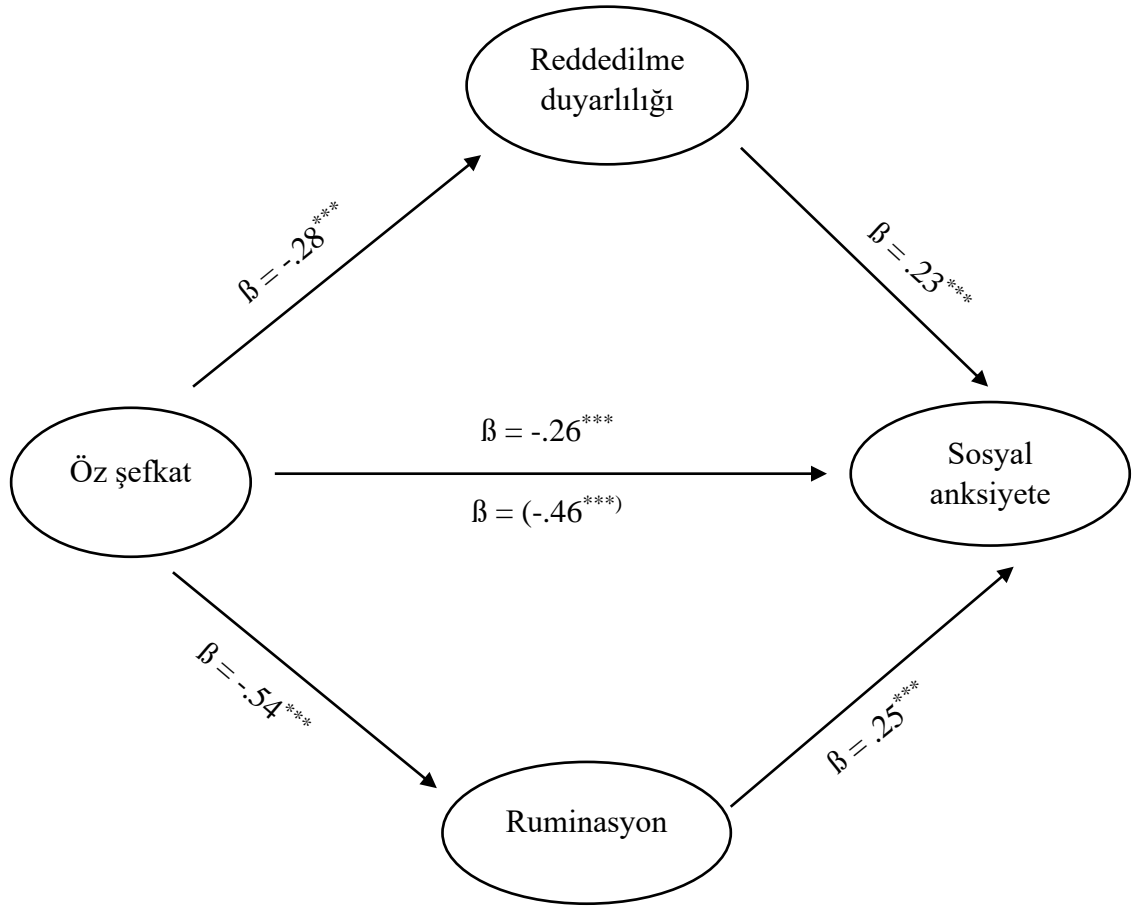 Reddedilme
duyarlılığı
ß = -.28***
ß = .23***
Öz şefkat
ß = -.26***
ß = (-.46***)
Sosyal
anksiyete
ß = -.54***
ß = .25***
Ruminasyon